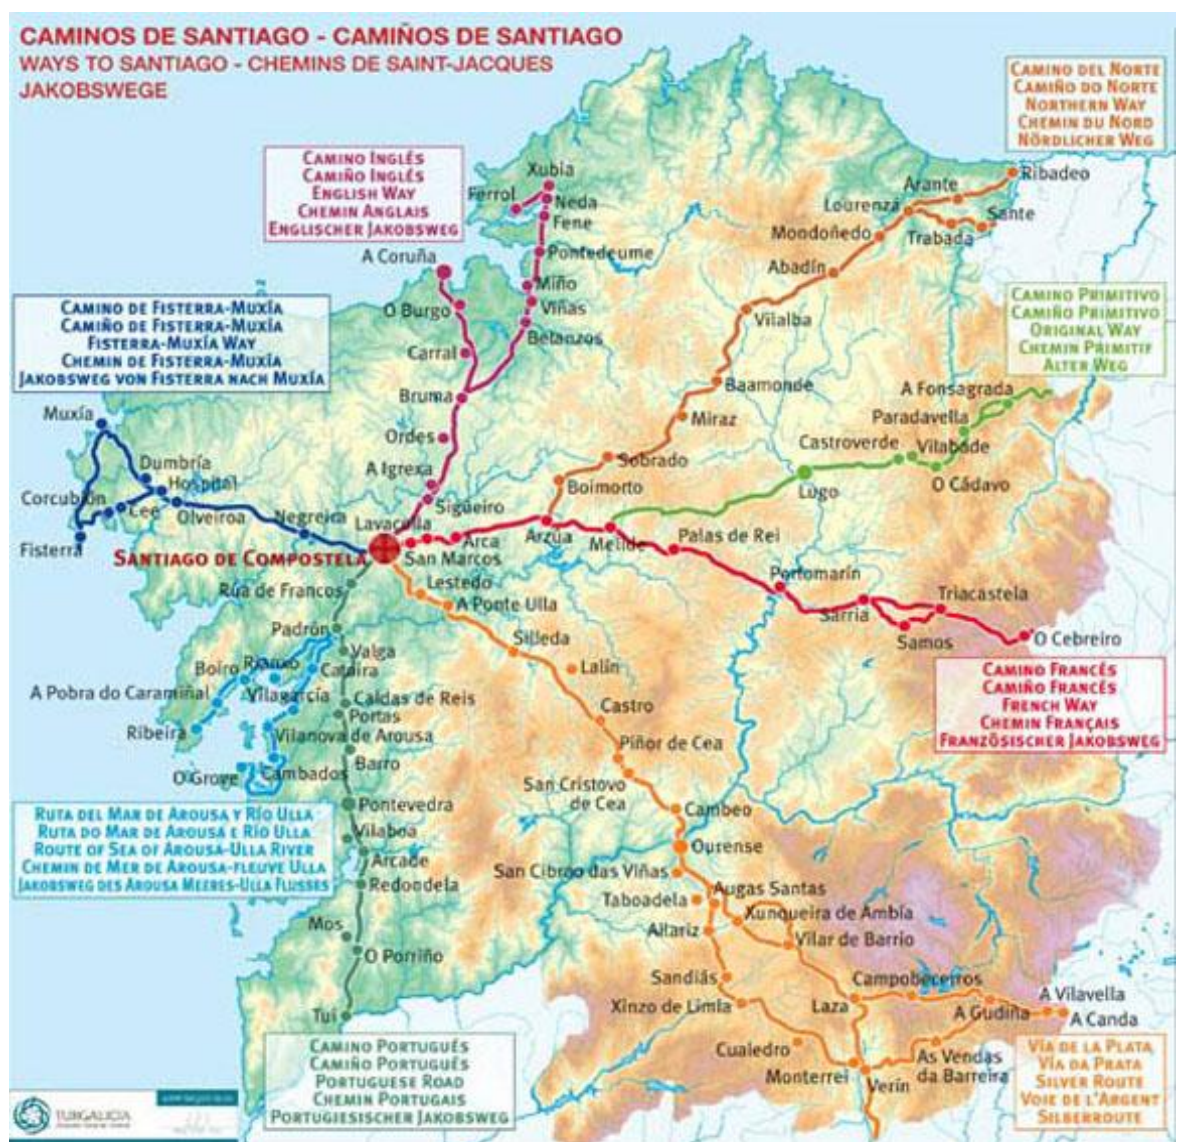 CAMINOS DE SANTIAGO - CAMIÑOS DE SANTIAGO
WAYS TO SANTIAGO - CHEMINS DE SAINT-JACQUES
JAKOBSWEGE
CAMINO DEL NORTE
CAMIÑO DO NORTE
NORTHERN WAY
CHEMIN DU NORD
NÖRDLICHER WEG
CAMINO INGLÉS
CAMIÑO INGLÉS
ENGLISH WAY
CHEMIN ANGLAIS
ENGLISCHER JAKOBSWEG
Xubia
Ferrol
Neda
Fene
Pontedeume
Miño
Viñas
Betanzos
A Coruña
O Burgo
Carral
Bruma
Ordes
A Igrexa
Sigüeiro
Ribadeo
Arante
Lourenzá
Sante
Trabada
Mondoñedo
Abadín
Vilalba
Baamonde
Miraz
Sobrado
Boimorto
CAMINO DE FISTERRA-MUXÍA
CAMIÑO DE FISTERRA-MUXÍA
FISTERRA-MUXÍA WAY
CHEMIN DE FISTERRA-MUXÍA
JAKOBSWEG VON FISTERRA NACH MUXÍA
CAMINO PRIMITIVO
CAMIÑO PRIMITIVO
ORIGINAL WAY
CHEMIN PRIMITIF
ALTER WEG
A Fonsagrada
Paradavella
Castroverde
Vilabade
O Cádavo
Lugo
Muxía
Dumbría
Hospital
Corcubión
Cee
Olveiroa
Negreira
Fisterra
Lavacolla
SANTIAGO DE COMPOSTELA
San Marcos
Arca
Arzúa
Melide
Palas de Rei
Portomarín
Sarria
Samos
Triacastela
O Cebreiro
CAMINO FRANCÉS
CAMIÑO FRANCÉS
FRENCH WAY
CHEMIN FRANÇAIS
FRANZÖSISCHER JAKOBSWEG
Rúa de Francos
Padrón
Valga
Catoira
Boiro
Rianxo
A Pobra do Caramiñal
Vilagarcía
Ribeira
Caldas de Reis
Portas
Vilanova de Arousa
Barro
O Grove
Cambados
Pontevedra
Vilaboa
Arcade
Redondela
Mos
O Porriño
Tui
RUTA DEL MAR DE AROUSA Y RÍO ULLA
RUTA DO MAR DE AROUSA E RÍO ULLA
ROUTE OF SEA OF AROUSA-ULLA RIVER
CHEMIN DE MER DE AROUSA-FLEUVE ULLA
JAKOBSWEG DES AROUSA MEERES-ULLA FLUSSES
Lestedo
A Ponte Ulla
Silleda
Lalín
Castro
Piñor de Cea
San Cristovo
de Cea
Cambeo
Ourense
San Cibrao das Viñas
Augas Santas
Taboadela
Xunqueira de Ambía
Allariz
Vilar de Barrio
Sandiás
Campobecerros
Xinzo de Limia
Laza
A Vilavella
A Gudiña
A Canda
Cualedro
Monterrei
Verín
As Vendas
da Barreira
CAMINO PORTUGUÉS
CAMIÑO PORTUGUÉS
PORTUGUESE ROAD
CHEMIN PORTUGAIS
PORTUGIESISCHER JAKOBSWEG
VÍA DE LA PLATA
VÍA DA PRATA
SILVER ROUTE
VOIE DE L'ARGENT
SILBERROUTE
TURGALICIA